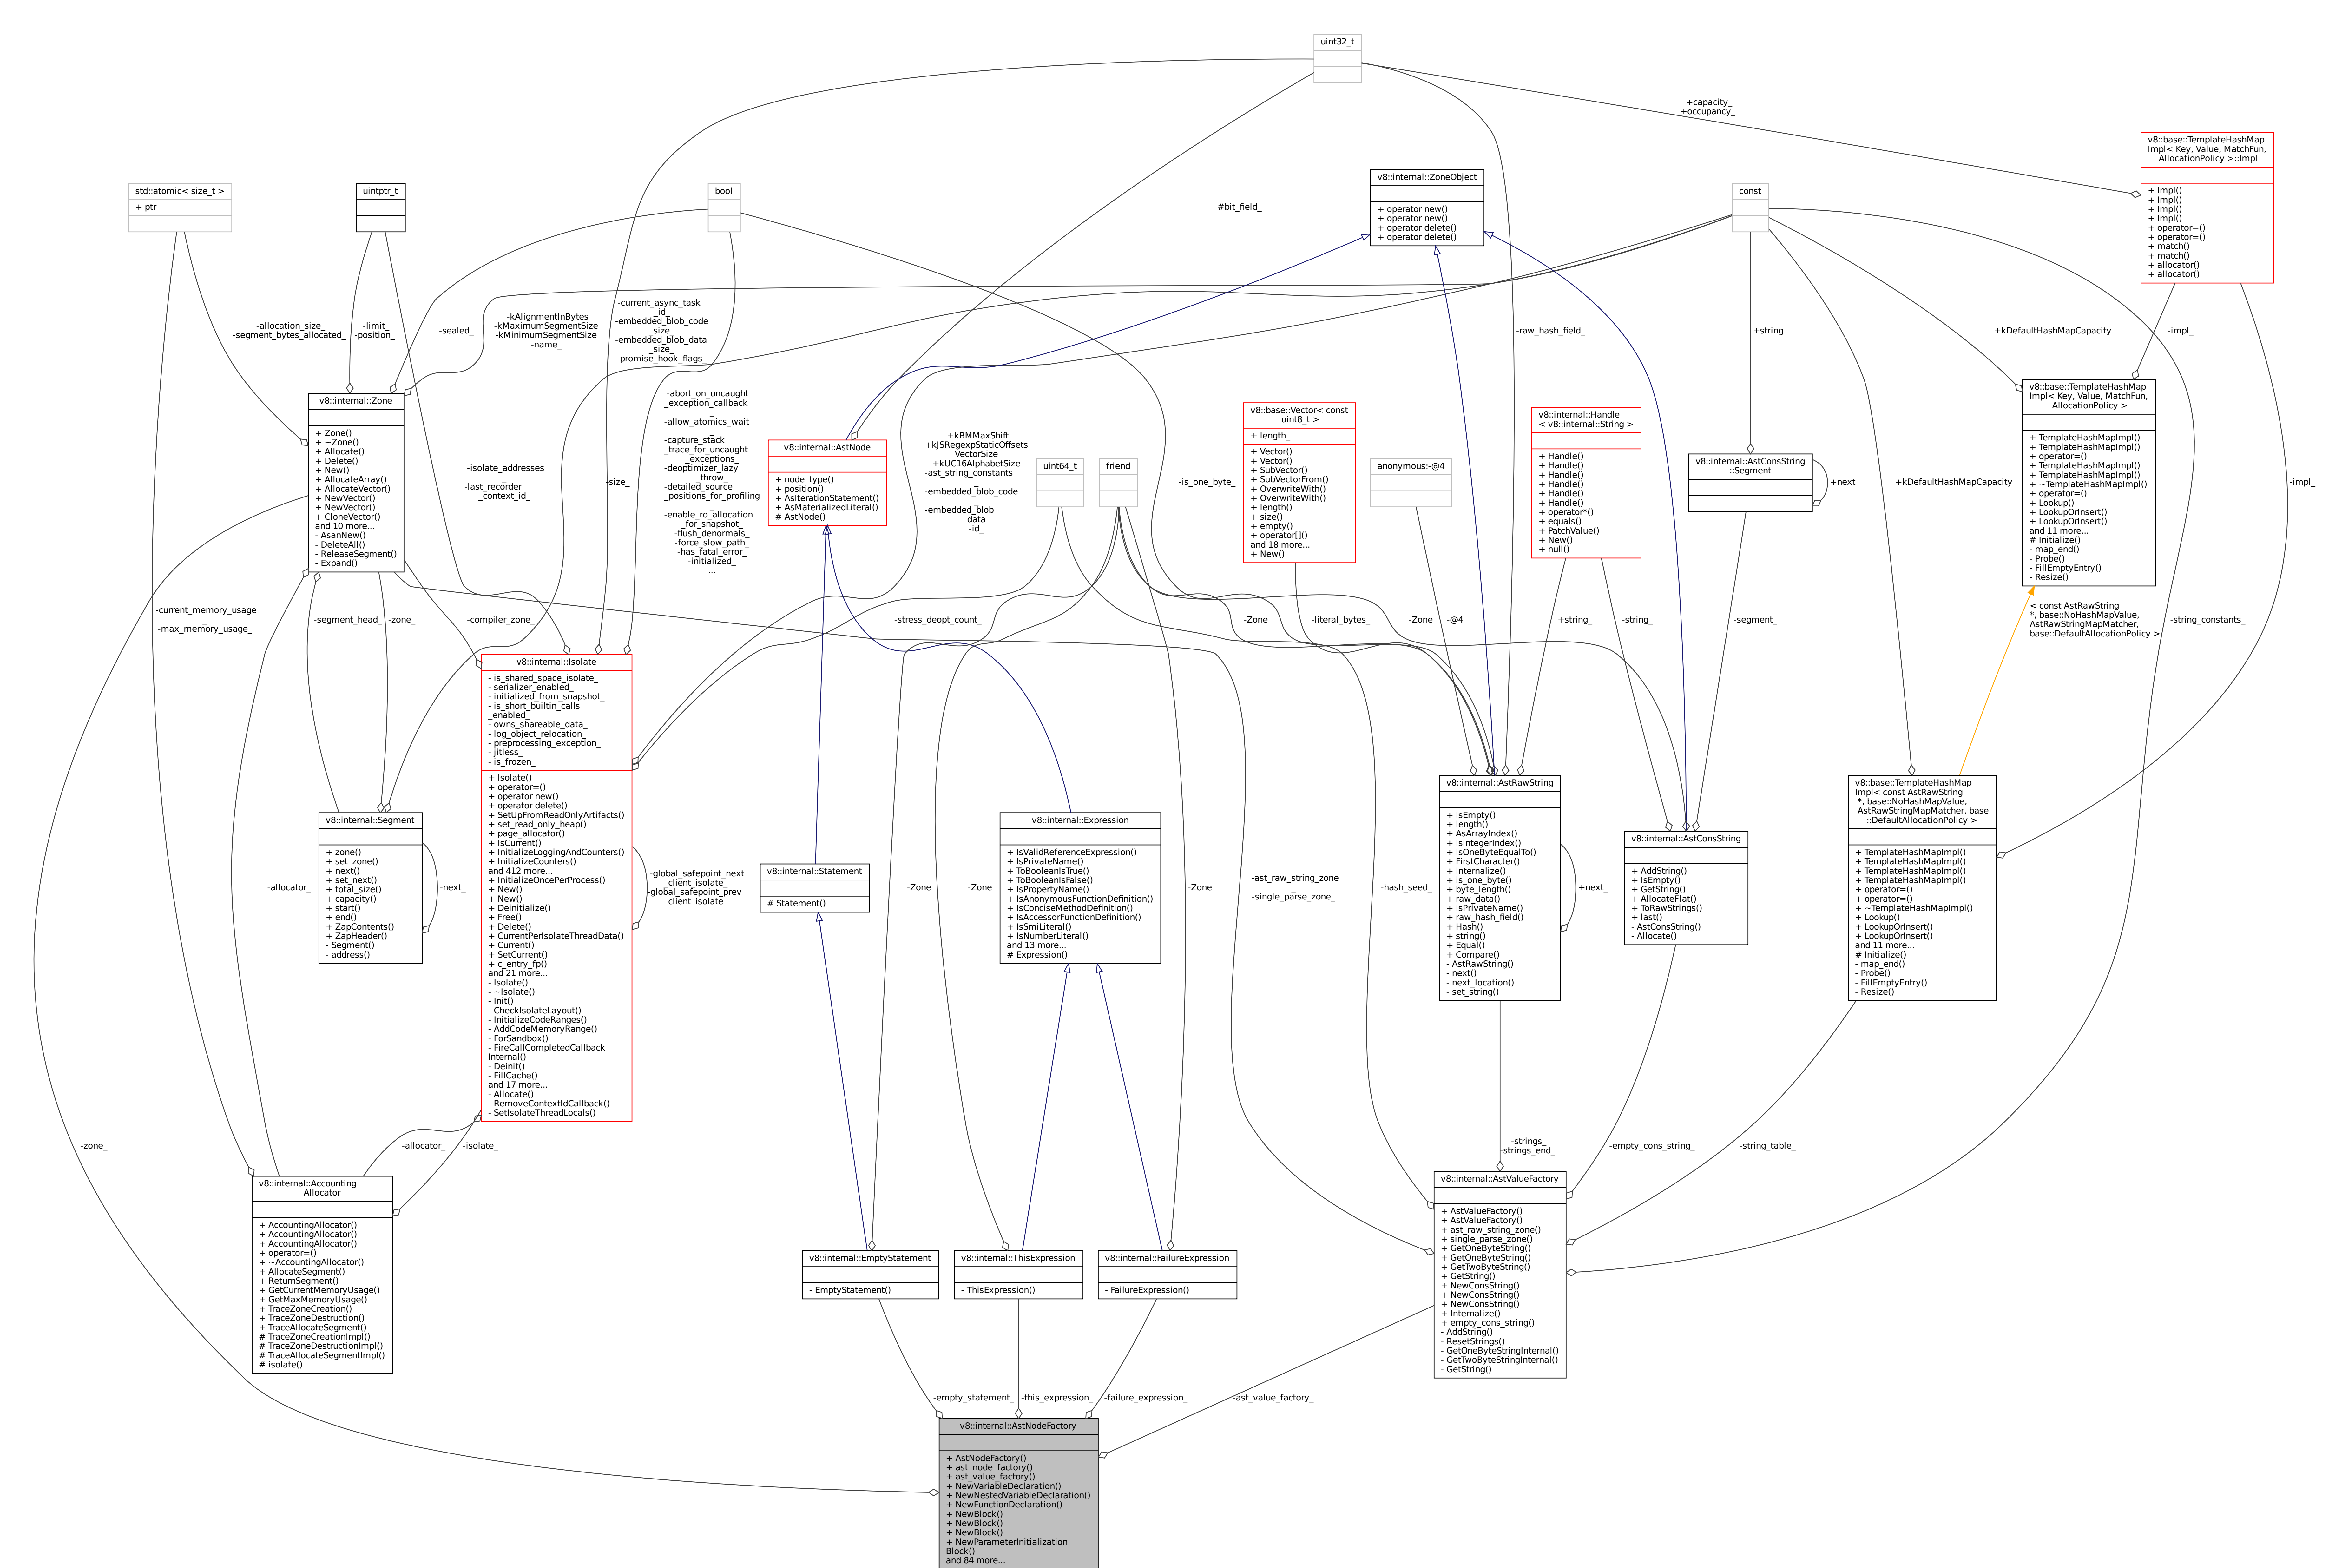 uint32_t
+capacity_
+occupancy_
v8::base::TemplateHashMap
Impl< Key, Value, MatchFun,
AllocationPolicy >::Impl
+ Impl()
+ Impl()
+ Impl()
+ Impl()
+ operator=()
+ operator=()
+ match()
+ match()
+ allocator()
+ allocator()
std::atomic< size_t >
+ ptr
uintptr_t
bool
#bit_field_
v8::internal::ZoneObject
+ operator new()
+ operator new()
+ operator delete()
+ operator delete()
const
-allocation_size_
-segment_bytes_allocated_
-limit_
-position_
-sealed_
-kAlignmentInBytes
-kMaximumSegmentSize
-kMinimumSegmentSize
-name_
-current_async_task
_id_
-embedded_blob_code
_size_
-embedded_blob_data
_size_
-promise_hook_flags_
-raw_hash_field_
+string
+kDefaultHashMapCapacity
-impl_
v8::internal::Zone
+ Zone()
+ ~Zone()
+ Allocate()
+ Delete()
+ New()
+ AllocateArray()
+ AllocateVector()
+ NewVector()
+ NewVector()
+ CloneVector()
and 10 more...
- AsanNew()
- DeleteAll()
- ReleaseSegment()
- Expand()
-isolate_addresses
_
-last_recorder
_context_id_
-size_
-abort_on_uncaught
_exception_callback
_
-allow_atomics_wait
_
-capture_stack
_trace_for_uncaught
_exceptions_
-deoptimizer_lazy
_throw_
-detailed_source
_positions_for_profiling
_
-enable_ro_allocation
_for_snapshot_
-flush_denormals_
-force_slow_path_
-has_fatal_error_
-initialized_
...
v8::internal::AstNode
+ node_type()
+ position()
+ AsIterationStatement()
+ AsMaterializedLiteral()
# AstNode()
+kBMMaxShift
+kJSRegexpStaticOffsets
VectorSize
+kUC16AlphabetSize
-ast_string_constants
_
-embedded_blob_code
_
-embedded_blob
_data_
-id_
uint64_t
friend
-is_one_byte_
v8::base::Vector< const
uint8_t >
+ length_
+ Vector()
+ Vector()
+ SubVector()
+ SubVectorFrom()
+ OverwriteWith()
+ OverwriteWith()
+ length()
+ size()
+ empty()
+ operator[]()
and 18 more...
+ New()
anonymous:-@4
v8::internal::Handle
< v8::internal::String >
+ Handle()
+ Handle()
+ Handle()
+ Handle()
+ Handle()
+ Handle()
+ operator*()
+ equals()
+ PatchValue()
+ New()
+ null()
v8::internal::AstConsString
::Segment
+next
+kDefaultHashMapCapacity
v8::base::TemplateHashMap
Impl< Key, Value, MatchFun,
AllocationPolicy >
+ TemplateHashMapImpl()
+ TemplateHashMapImpl()
+ operator=()
+ TemplateHashMapImpl()
+ TemplateHashMapImpl()
+ ~TemplateHashMapImpl()
+ operator=()
+ Lookup()
+ LookupOrInsert()
+ LookupOrInsert()
and 11 more...
# Initialize()
- map_end()
- Probe()
- FillEmptyEntry()
- Resize()
-impl_
-current_memory_usage
_
-max_memory_usage_
-segment_head_
-zone_
-compiler_zone_
-stress_deopt_count_
-Zone
-literal_bytes_
-Zone
-@4
+string_
-string_
-segment_
< const AstRawString
*, base::NoHashMapValue,
AstRawStringMapMatcher,
base::DefaultAllocationPolicy >
-string_constants_
v8::internal::Isolate
- is_shared_space_isolate_
- serializer_enabled_
- initialized_from_snapshot_
- is_short_builtin_calls
_enabled_
- owns_shareable_data_
- log_object_relocation_
- preprocessing_exception_
- jitless_
- is_frozen_
+ Isolate()
+ operator=()
+ operator new()
+ operator delete()
+ SetUpFromReadOnlyArtifacts()
+ set_read_only_heap()
+ page_allocator()
+ IsCurrent()
+ InitializeLoggingAndCounters()
+ InitializeCounters()
and 412 more...
+ InitializeOncePerProcess()
+ New()
+ New()
+ Deinitialize()
+ Free()
+ Delete()
+ CurrentPerIsolateThreadData()
+ Current()
+ SetCurrent()
+ c_entry_fp()
and 21 more...
- Isolate()
- ~Isolate()
- Init()
- CheckIsolateLayout()
- InitializeCodeRanges()
- AddCodeMemoryRange()
- ForSandbox()
- FireCallCompletedCallback
Internal()
- Deinit()
- FillCache()
and 17 more...
- Allocate()
- RemoveContextIdCallback()
- SetIsolateThreadLocals()
-global_safepoint_next
_client_isolate_
-global_safepoint_prev
_client_isolate_
v8::internal::Segment
+ zone()
+ set_zone()
+ next()
+ set_next()
+ total_size()
+ capacity()
+ start()
+ end()
+ ZapContents()
+ ZapHeader()
- Segment()
- address()
-next_
-allocator_
v8::internal::Statement
# Statement()
-Zone
-Zone
v8::internal::Expression
+ IsValidReferenceExpression()
+ IsPrivateName()
+ ToBooleanIsTrue()
+ ToBooleanIsFalse()
+ IsPropertyName()
+ IsAnonymousFunctionDefinition()
+ IsConciseMethodDefinition()
+ IsAccessorFunctionDefinition()
+ IsSmiLiteral()
+ IsNumberLiteral()
and 13 more...
# Expression()
-Zone
-ast_raw_string_zone
_
-single_parse_zone_
-hash_seed_
v8::internal::AstRawString
+ IsEmpty()
+ length()
+ AsArrayIndex()
+ IsIntegerIndex()
+ IsOneByteEqualTo()
+ FirstCharacter()
+ Internalize()
+ is_one_byte()
+ byte_length()
+ raw_data()
+ IsPrivateName()
+ raw_hash_field()
+ Hash()
+ string()
+ Equal()
+ Compare()
- AstRawString()
- next()
- next_location()
- set_string()
+next_
v8::internal::AstConsString
+ AddString()
+ IsEmpty()
+ GetString()
+ AllocateFlat()
+ ToRawStrings()
+ last()
- AstConsString()
- Allocate()
v8::base::TemplateHashMap
Impl< const AstRawString
*, base::NoHashMapValue,
AstRawStringMapMatcher, base
::DefaultAllocationPolicy >
+ TemplateHashMapImpl()
+ TemplateHashMapImpl()
+ TemplateHashMapImpl()
+ TemplateHashMapImpl()
+ operator=()
+ operator=()
+ ~TemplateHashMapImpl()
+ Lookup()
+ LookupOrInsert()
+ LookupOrInsert()
and 11 more...
# Initialize()
- map_end()
- Probe()
- FillEmptyEntry()
- Resize()
-zone_
-allocator_
-isolate_
-strings_
-strings_end_
-empty_cons_string_
-string_table_
v8::internal::Accounting
Allocator
+ AccountingAllocator()
+ AccountingAllocator()
+ AccountingAllocator()
+ operator=()
+ ~AccountingAllocator()
+ AllocateSegment()
+ ReturnSegment()
+ GetCurrentMemoryUsage()
+ GetMaxMemoryUsage()
+ TraceZoneCreation()
+ TraceZoneDestruction()
+ TraceAllocateSegment()
# TraceZoneCreationImpl()
# TraceZoneDestructionImpl()
# TraceAllocateSegmentImpl()
# isolate()
v8::internal::EmptyStatement
- EmptyStatement()
v8::internal::ThisExpression
- ThisExpression()
v8::internal::FailureExpression
- FailureExpression()
v8::internal::AstValueFactory
+ AstValueFactory()
+ AstValueFactory()
+ ast_raw_string_zone()
+ single_parse_zone()
+ GetOneByteString()
+ GetOneByteString()
+ GetTwoByteString()
+ GetString()
+ NewConsString()
+ NewConsString()
+ NewConsString()
+ Internalize()
+ empty_cons_string()
- AddString()
- ResetStrings()
- GetOneByteStringInternal()
- GetTwoByteStringInternal()
- GetString()
-empty_statement_
-this_expression_
-failure_expression_
-ast_value_factory_
v8::internal::AstNodeFactory
+ AstNodeFactory()
+ ast_node_factory()
+ ast_value_factory()
+ NewVariableDeclaration()
+ NewNestedVariableDeclaration()
+ NewFunctionDeclaration()
+ NewBlock()
+ NewBlock()
+ NewBlock()
+ NewParameterInitialization
Block()
and 84 more...